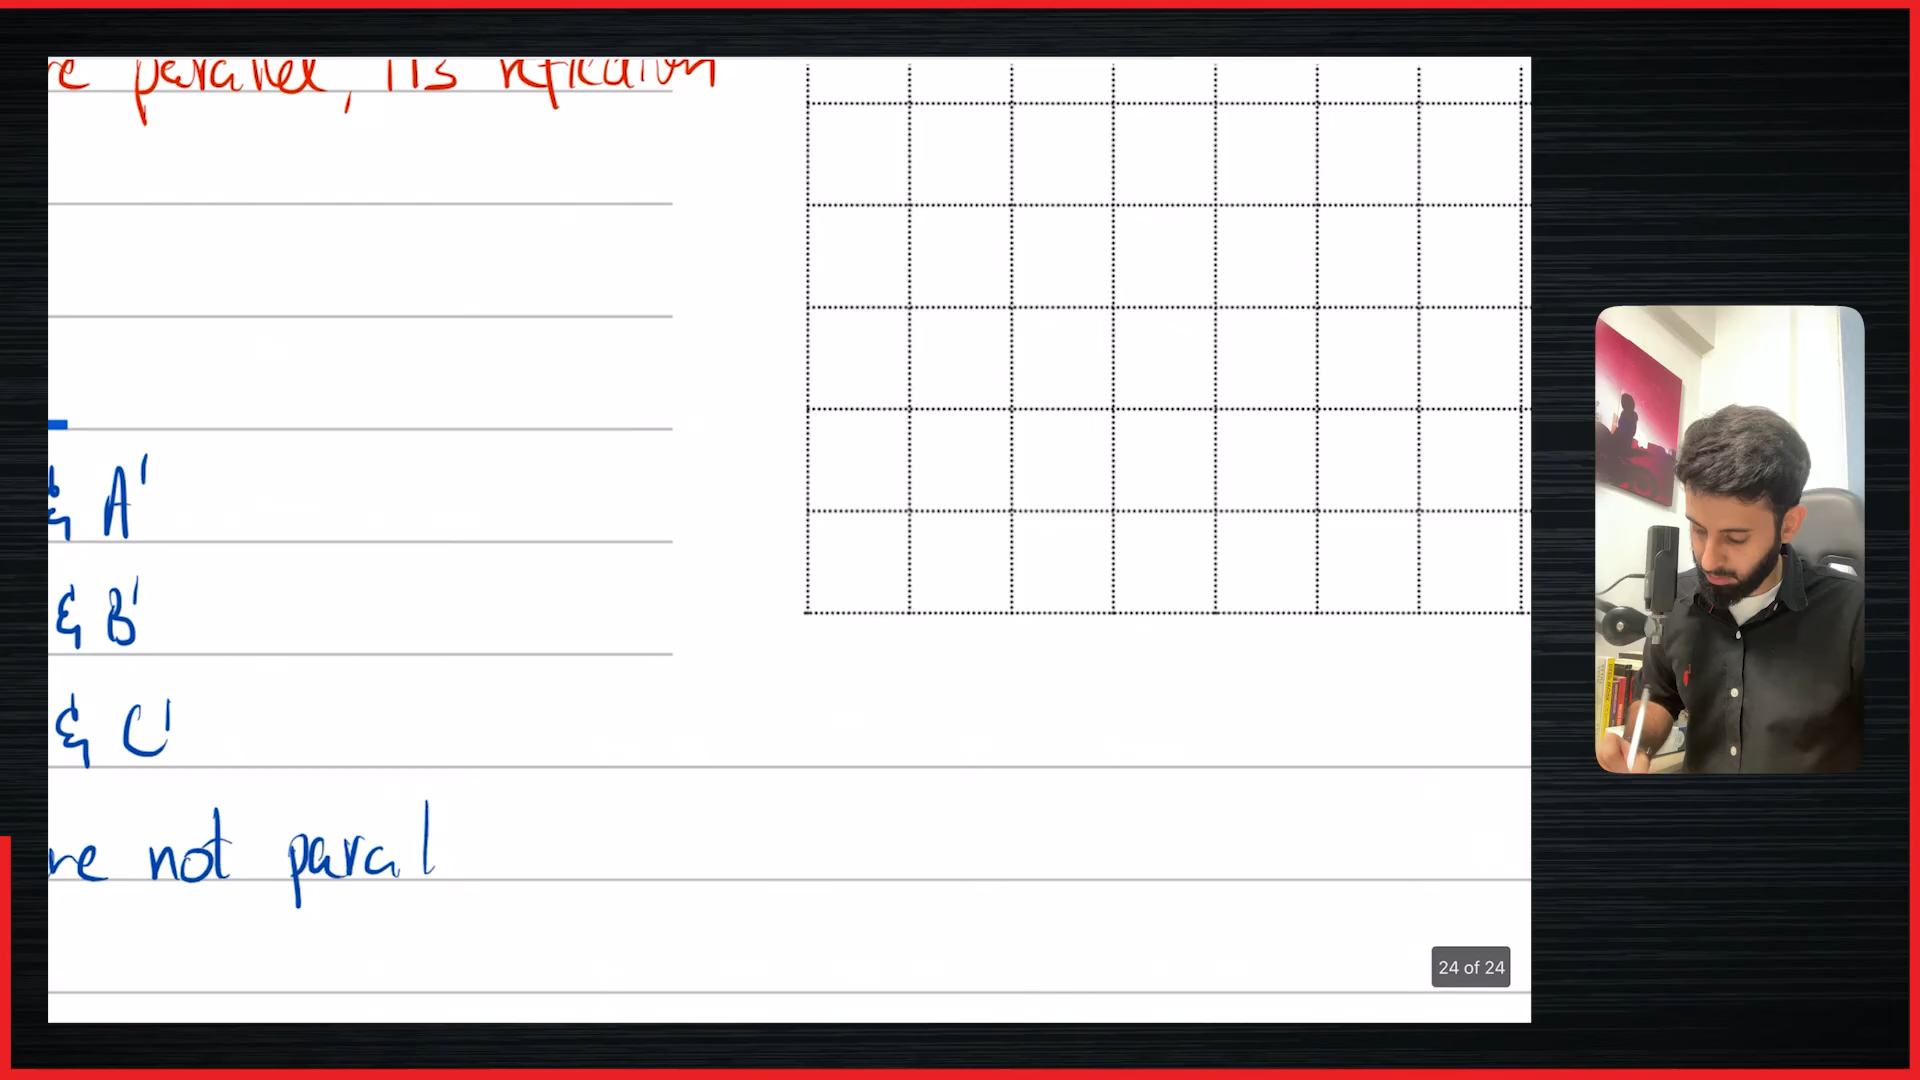 parallel, its reflection
& A'
& B'
& C'
re not paral
24 of 24